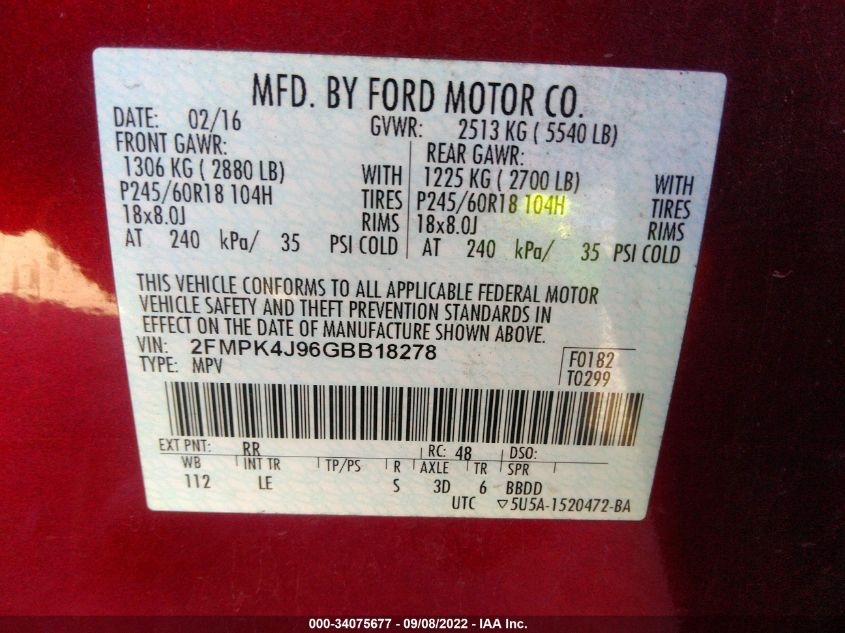 MFD. BY FORD MOTOR CO.
DATE: 02/16 GVWR: 2513 KG ( 5540 LB)
FRONT GAWR: REAR GAWR:
1306 KG ( 2880 LB) WITH 1225 KG ( 2700 LB) WITH
P245/60R18 104H TIRES P245/60R18 104H TIRES
18x8.0J RIMS 18x8.0J RIMS
AT 240 kPa/ 35 PSI COLD AT 240 kPa/ 35 PSI COLD
THIS VEHICLE CONFORMS TO ALL APPLICABLE FEDERAL MOTOR
VEHICLE SAFETY AND THEFT PREVENTION STANDARDS IN
EFFECT ON THE DATE OF MANUFACTURE SHOWN ABOVE.
VIN: 2FMPK4J96GBB18278 F0182
TYPE: MPV T0299
EXT PNT: RR RC: 48 DSO:
WB INT TR TP/PS R AXLE TR SPR
112 LE S 3D 6 BBDD
UTC ▽5U5A-1520472-BA
000-34075677 - 09/08/2022 - IAA Inc.